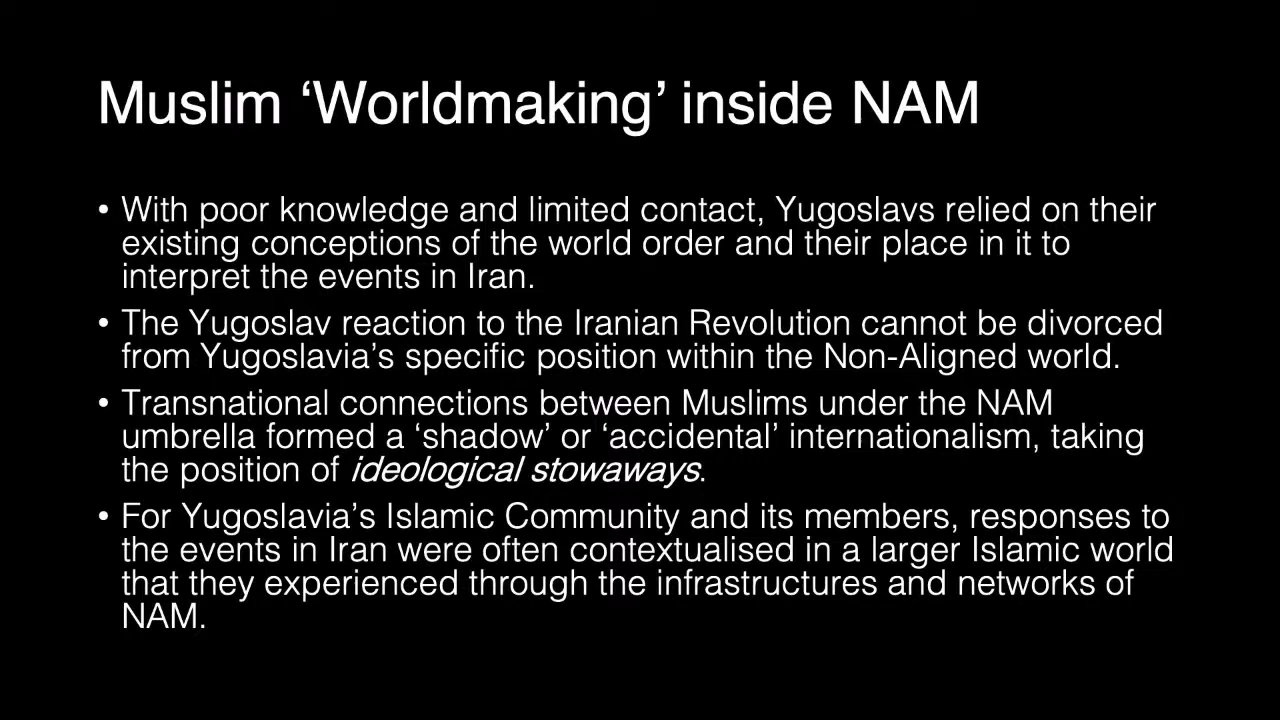 Muslim ‘Worldmaking’ inside NAM
• With poor knowledge and limited contact, Yugoslavs relied on their
existing conceptions of the world order and their place in it to
interpret the events in Iran.
• The Yugoslav reaction to the Iranian Revolution cannot be divorced
from Yugoslavia’s specific position within the Non-Aligned world.
• Transnational connections between Muslims under the NAM
umbrella formed a ‘shadow’ or ‘accidental’ internationalism, taking
the position of ideological stowaways.
• For Yugoslavia’s Islamic Community and its members, responses to
the events in Iran were often contextualised in a larger Islamic world
that they experienced through the infrastructures and networks of
NAM.